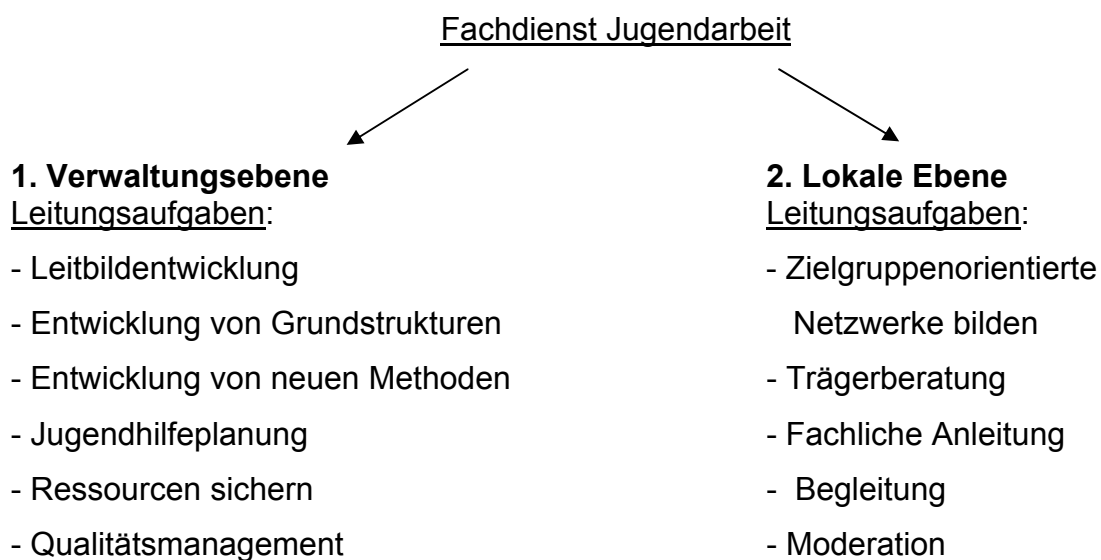 Fachdienst Jugendarbeit
1. Verwaltungsebene
Leitungsaufgaben:
- Leitbildentwicklung
- Entwicklung von Grundstrukturen
- Entwicklung von neuen Methoden
- Jugendhilfeplanung
- Ressourcen sichern
- Qualitätsmanagement
2. Lokale Ebene
Leitungsaufgaben:
- Zielgruppenorientierte
Netzwerke bilden
- Trägerberatung
- Fachliche Anleitung
- Begleitung
- Moderation